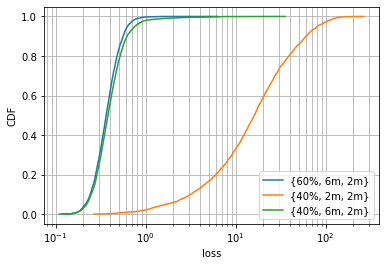 1.0
0.8
0.6
0.4
0.2
0.0
CDF
10⁻¹ 10⁰ 10¹ 10²
loss
{60%, 6m, 2m}
{40%, 2m, 2m}
{40%, 6m, 2m}